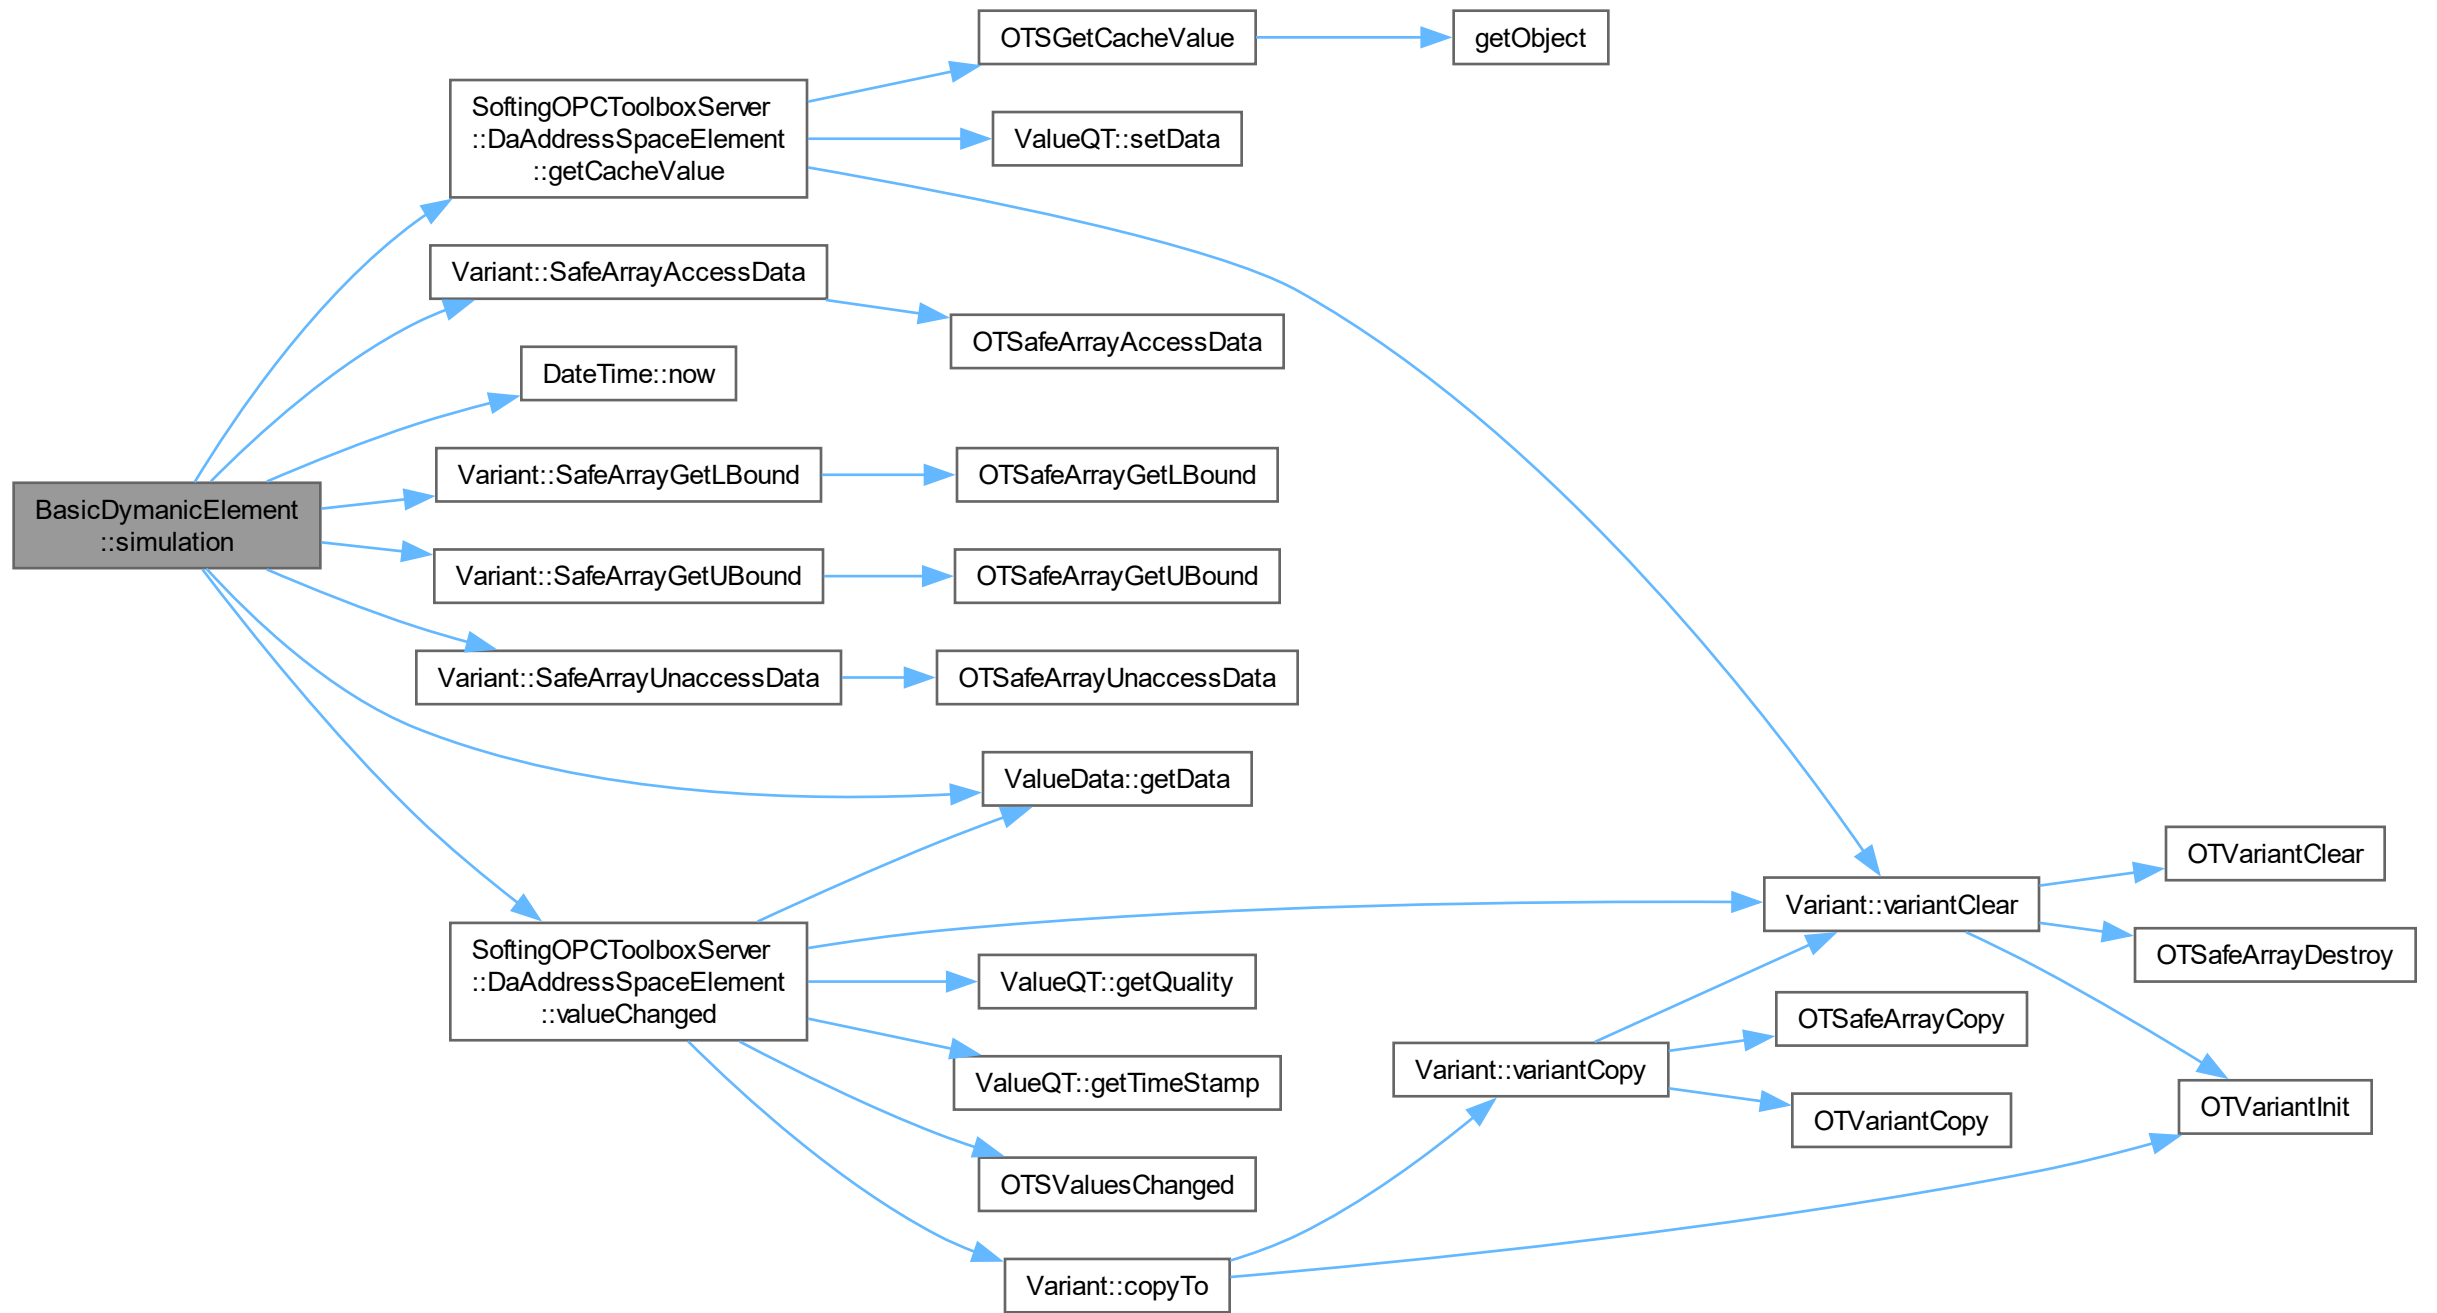 OTSGetCacheValue
getObject
SoftingOPCToolboxServer
::DaAddressSpaceElement
::getCacheValue
ValueQT::setData
Variant::SafeArrayAccessData
OTSafeArrayAccessData
DateTime::now
Variant::SafeArrayGetLBound
OTSafeArrayGetLBound
BasicDymanicElement
::simulation
Variant::SafeArrayGetUBound
OTSafeArrayGetUBound
Variant::SafeArrayUnaccessData
OTSafeArrayUnaccessData
ValueData::getData
OTVariantClear
Variant::variantClear
OTSafeArrayDestroy
SoftingOPCToolboxServer
::DaAddressSpaceElement
::valueChanged
ValueQT::getQuality
OTSafeArrayCopy
Variant::variantCopy
ValueQT::getTimeStamp
OTVariantInit
OTVariantCopy
OTSValuesChanged
Variant::copyTo